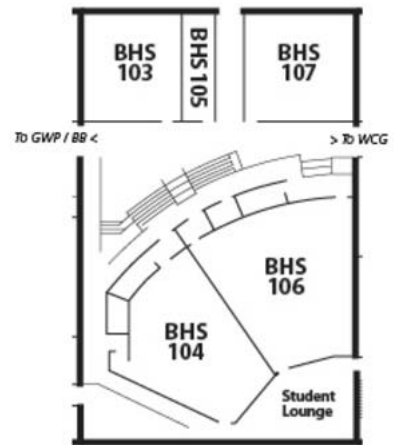 BHS
103
BHS 105
BHS
107
To GWP / BB <
> To WCG
BHS
106
BHS
104
Student
Lounge